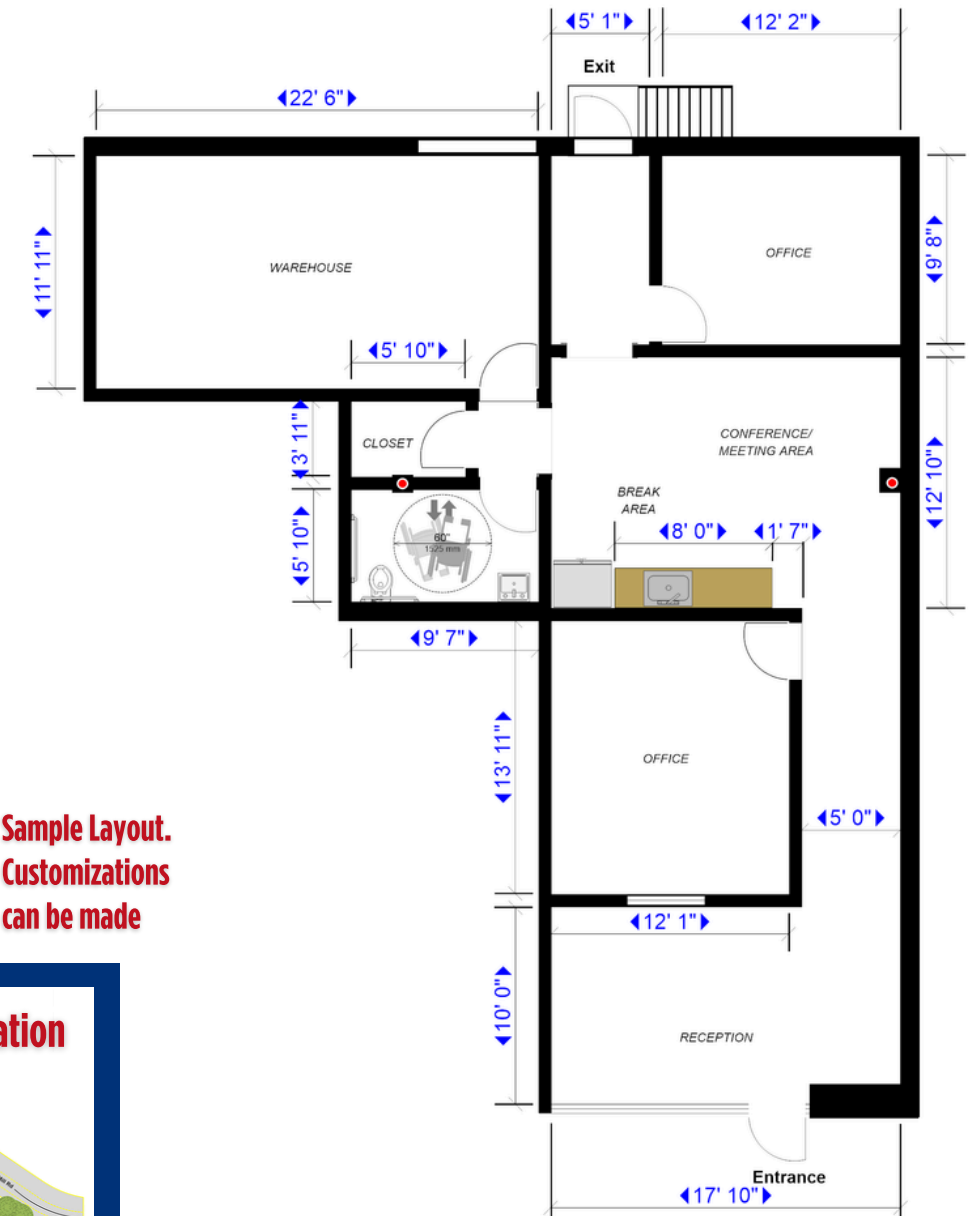 5' 1"
12' 2"
Exit
22' 6"
11' 11"
WAREHOUSE
OFFICE
9' 8"
5' 10"
3' 11"
CLOSET
CONFERENCE/
MEETING AREA
12' 10"
BREAK
AREA
8' 0"
1' 7"
5' 10"
60"
1525 mm
9' 7"
13' 11"
OFFICE
5' 0"
Sample Layout.
Customizations
can be made
12' 1"
10' 0"
ation
RECEPTION
Entrance
17' 10"